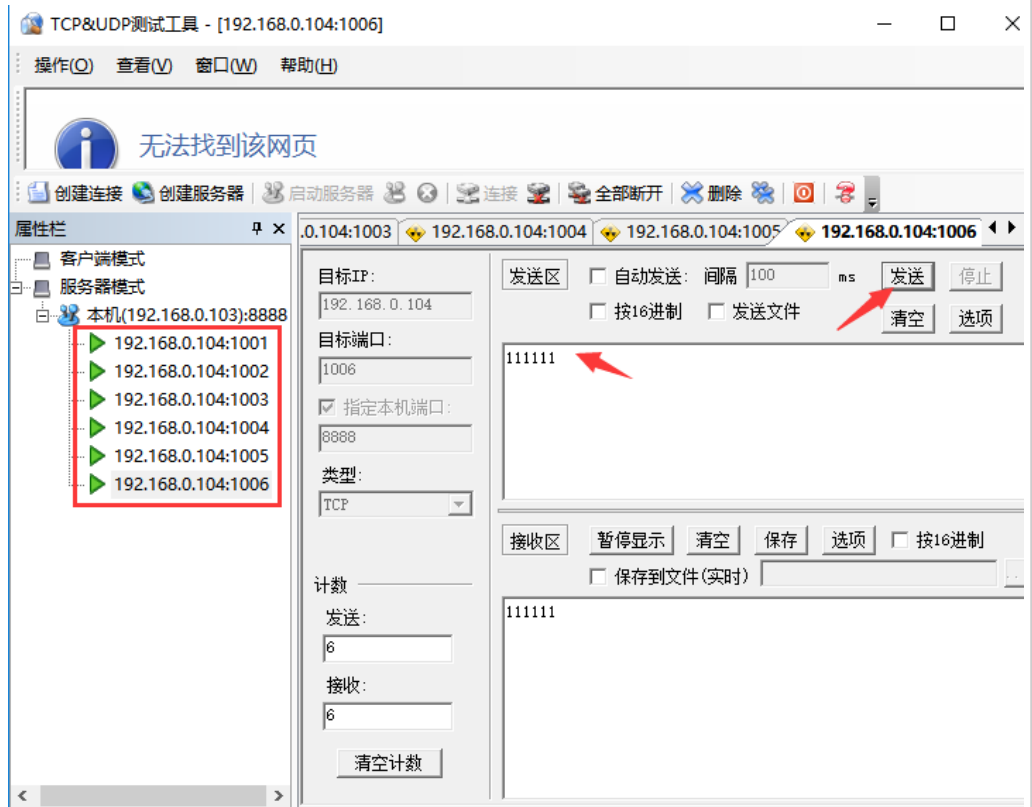 TCP&UDP测试工具 - [192.168.0.104:1006]
操作(O) 查看(V) 窗口(W) 帮助(H)
无法找到该网页
创建连接 创建服务器 启动服务器 连接 全部断开 删除
属性栏
客户端模式
服务器模式
本机(192.168.0.103):8888
192.168.0.104:1001
192.168.0.104:1002
192.168.0.104:1003
192.168.0.104:1004
192.168.0.104:1005
192.168.0.104:1006
.0.104:1003 192.168.0.104:1004 192.168.0.104:1005 192.168.0.104:1006
目标IP:
192.168.0.104
目标端口:
1006
指定本机端口:
8888
类型:
TCP
计数
发送:
6
接收:
6
清空计数
发送区 自动发送: 间隔 100 ms 发送 停止
按16进制 发送文件 清空 选项
111111
接收区 暂停显示 清空 保存 选项 按16进制
保存到文件(实时) ..
111111